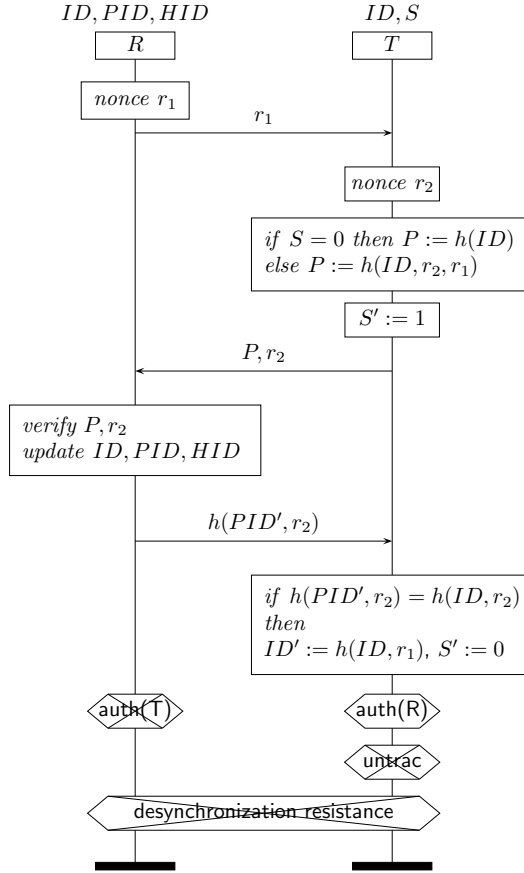 ID, PID, HID
ID, S
R
T
nonce r₁
r₁
nonce r₂
if S = 0 then P := h(ID)
else P := h(ID, r₂, r₁)
S′ := 1
P, r₂
verify P, r₂
update ID, PID, HID
h(PID′, r₂)
if h(PID′, r₂) = h(ID, r₂)
then
ID′ := h(ID, r₁), S′ := 0
auth(T)
auth(R)
untrac
desynchronization resistance